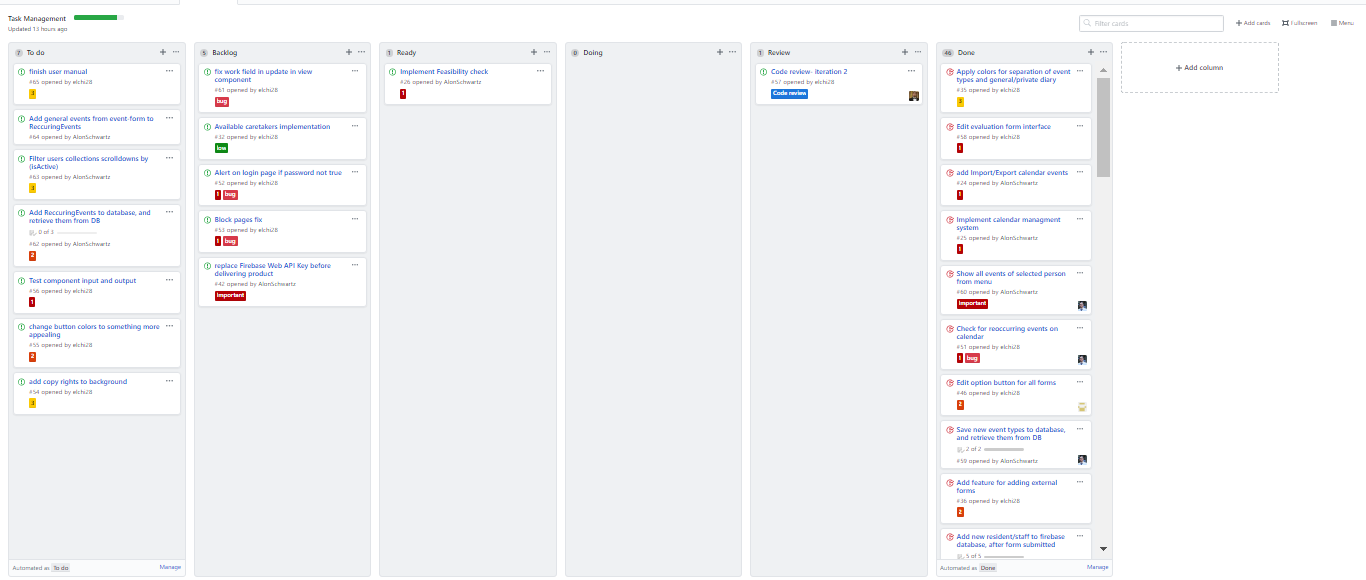 Task Management
Updated 13 hours ago
Filter cards
+ Add cards
Fullscreen
Menu
7 To do
finish user manual
#65 opened by elchi28
3
Add general events from event-form to
ReccuringEvents
#64 opened by AlonSchwartz
Filter users collections scrolldowns by
(isActive)
#63 opened by AlonSchwartz
3
Add ReccuringEvents to database, and
retrieve them from DB
0 of 3
#62 opened by AlonSchwartz
2
Test component input and output
#56 opened by elchi28
1
change button colors to something more
appealing
#55 opened by elchi28
2
add copy rights to background
#54 opened by elchi28
3
Automated as To do
Manage
5 Backlog
fix work field in update in view
component
#61 opened by elchi28
bug
Available caretakers implementation
#32 opened by elchi28
low
Alert on login page if password not true
#52 opened by elchi28
1 bug
Block pages fix
#53 opened by elchi28
1 bug
replace Firebase Web API Key before
delivering product
#42 opened by AlonSchwartz
important
1 Ready
Implement Feasibility check
#26 opened by AlonSchwartz
1
0 Doing
1 Review
Code review- Iteration 2
#57 opened by elchi28
Code review
46 Done
Apply colors for separation of event
types and general/private diary
#35 opened by elchi28
3
Edit evaluation form interface
#58 opened by elchi28
1
add Import/Export calendar events
#24 opened by AlonSchwartz
1
Implement calendar managment
system
#25 opened by AlonSchwartz
1
Show all events of selected person
from menu
#60 opened by AlonSchwartz
important
Check for reoccurring events on
calendar
#51 opened by elchi28
1 bug
Edit option button for all forms
#46 opened by elchi28
2
Save new event types to database,
and retrieve them from DB
2 of 2
#59 opened by AlonSchwartz
Add feature for adding external
forms
#36 opened by elchi28
2
Add new resident/staff to firebase
database, after form submitted
5 of 5
Automated as Done
Manage
+ Add column